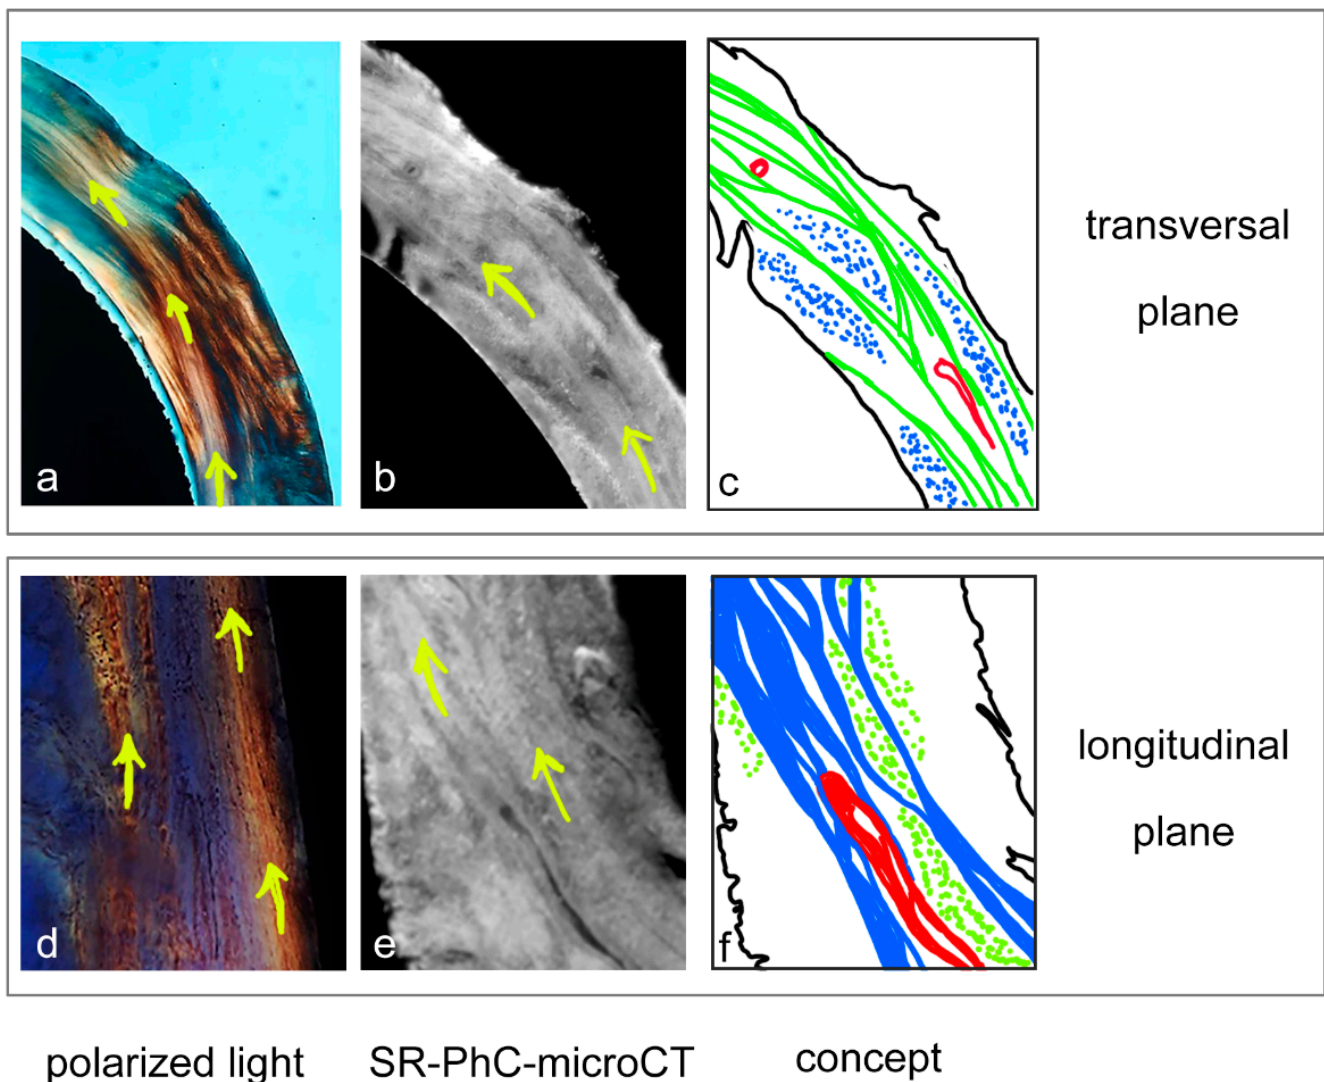 a
b
c
transversal
plane
d
e
f
longitudinal
plane
polarized light
SR-PhC-microCT
concept